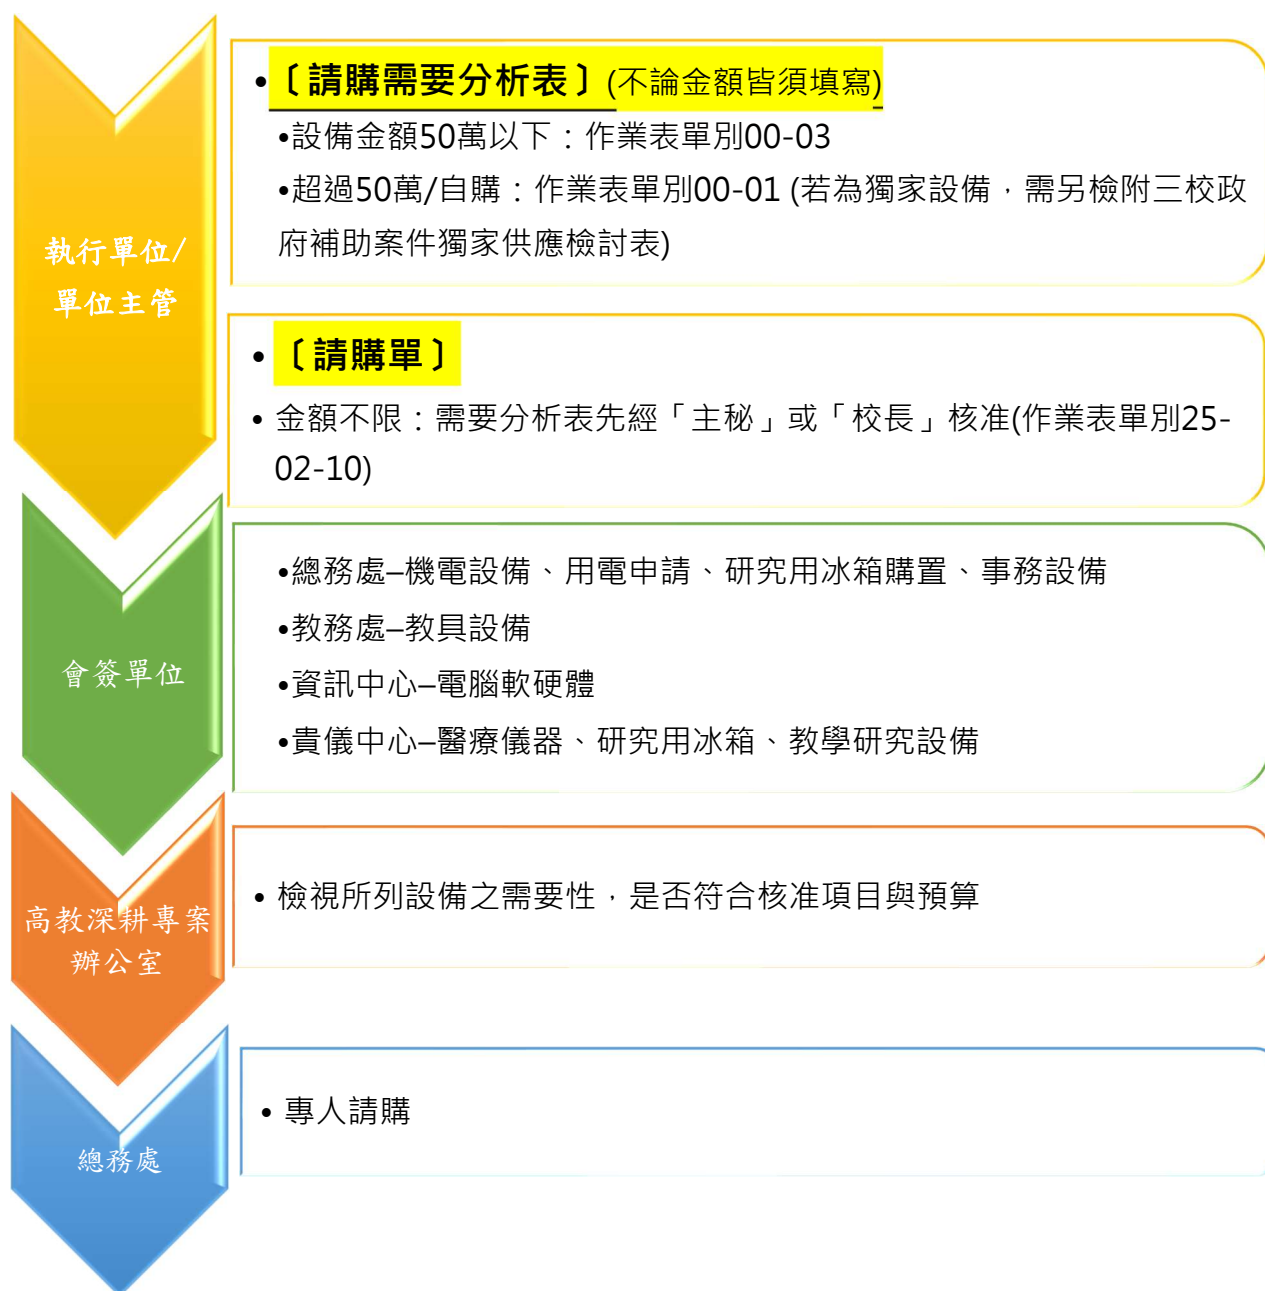 執行單位/
單位主管
•〔請購需要分析表〕(不論金額皆須填寫)
•設備金額50萬以下：作業表單別00-03
•超過50萬/自購：作業表單別00-01 (若為獨家設備，需另檢附三校政
府補助案件獨家供應檢討表)
•〔請購單〕
• 金額不限：需要分析表先經「主秘」或「校長」核准(作業表單別25-
02-10)
會簽單位
•總務處–機電設備、用電申請、研究用冰箱購置、事務設備
•教務處–教具設備
•資訊中心–電腦軟硬體
•貴儀中心–醫療儀器、研究用冰箱、教學研究設備
高教深耕專案
辦公室
• 檢視所列設備之需要性，是否符合核准項目與預算
總務處
• 專人請購